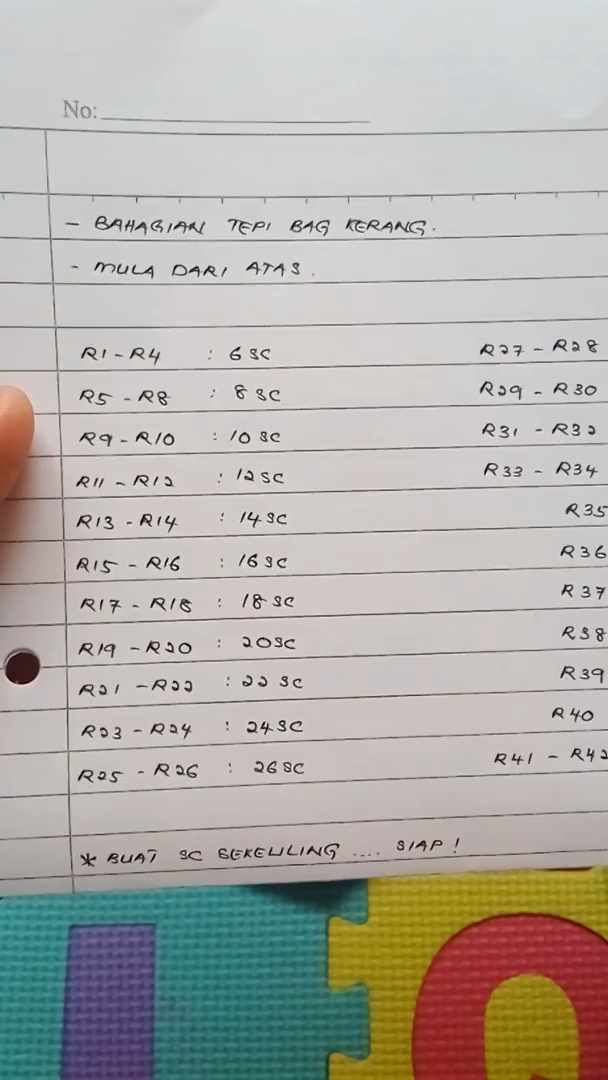 No:
- BAHAGIAN TEPI BAG KERANG.
- MULA DARI ATAS.
R1 - R4 : 6 SC
R5 - R8 : 8 SC
R9 - R10 : 10 SC
R11 - R12 : 12 SC
R13 - R14 : 14 SC
R15 - R16 : 16 SC
R17 - R18 : 18 SC
R19 - R20 : 20 SC
R21 - R22 : 22 SC
R23 - R24 : 24 SC
R25 - R26 : 26 SC
R27 - R28
R29 - R30
R31 - R32
R33 - R34
R35
R36
R37
R38
R39
R40
R41 - R42
* BUAT SC SEKELILING .... SIAP !